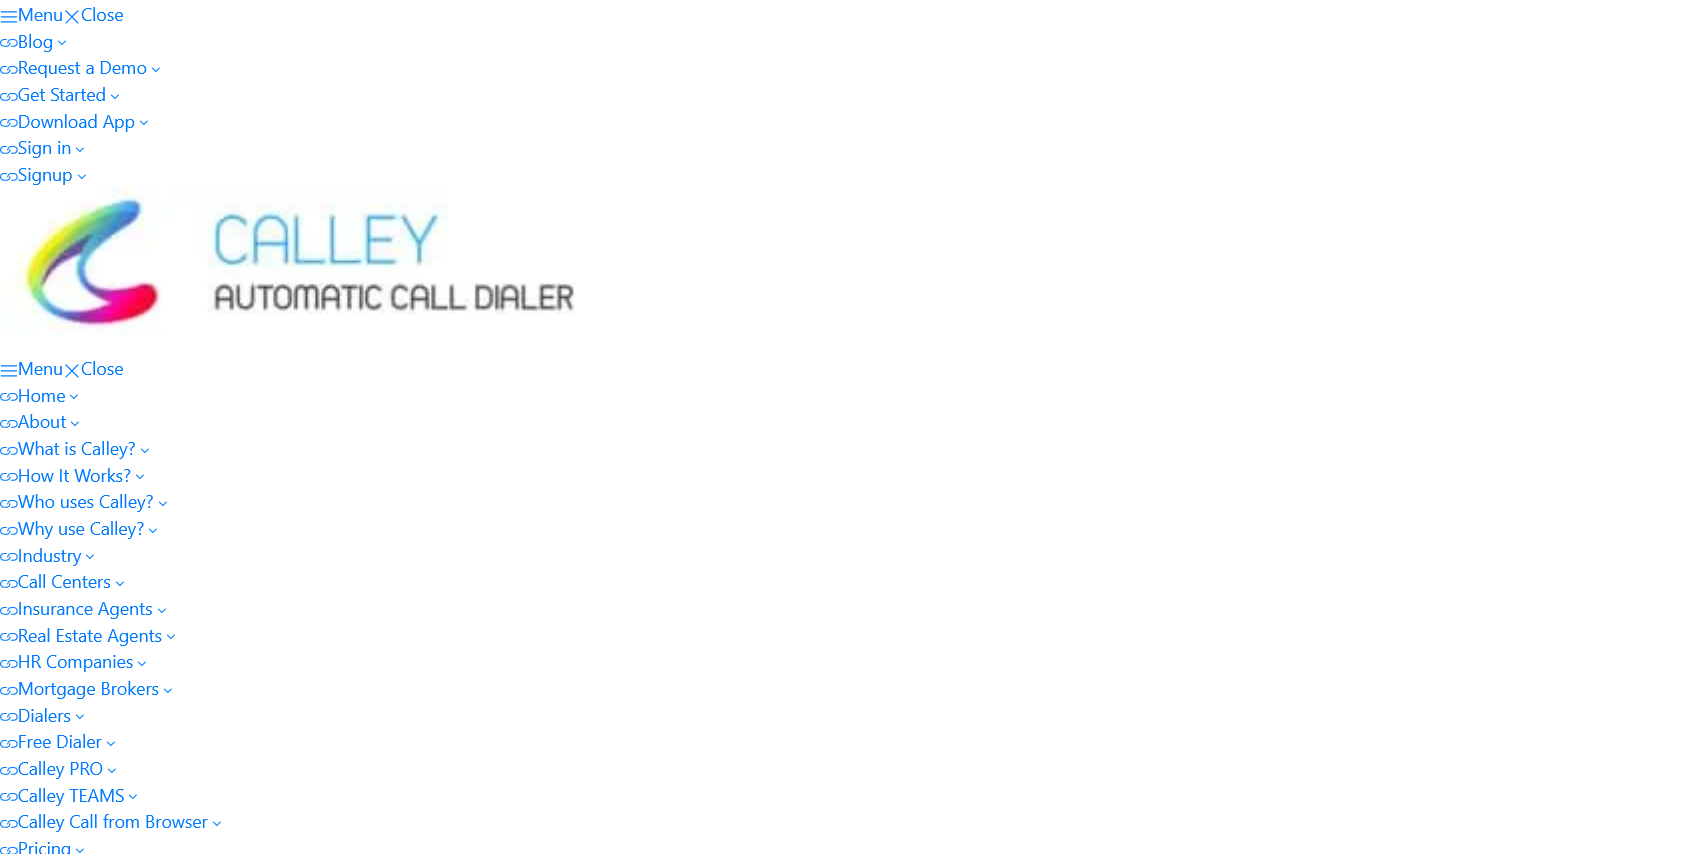 Menu Close
Blog
Request a Demo
Get Started
Download App
Sign in
Signup
CALLEY
AUTOMATIC CALL DIALER
Menu Close
Home
About
What is Calley?
How It Works?
Who uses Calley?
Why use Calley?
Industry
Call Centers
Insurance Agents
Real Estate Agents
HR Companies
Mortgage Brokers
Dialers
Free Dialer
Calley PRO
Calley TEAMS
Calley Call from Browser
Pricing